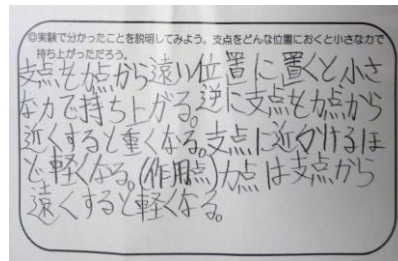 ◎実験で分かったことを説明してみよう。支点をどんな位置におくと小さな力で
持ち上がっただろう。
支点を力点から遠い位置に置くと小さ
な力で持ち上がる。逆に支点を力点から
近くすると重くなる。支点に近づけるほ
ど軽くなる。(作用点)力点は支点から
遠くすると軽くなる。